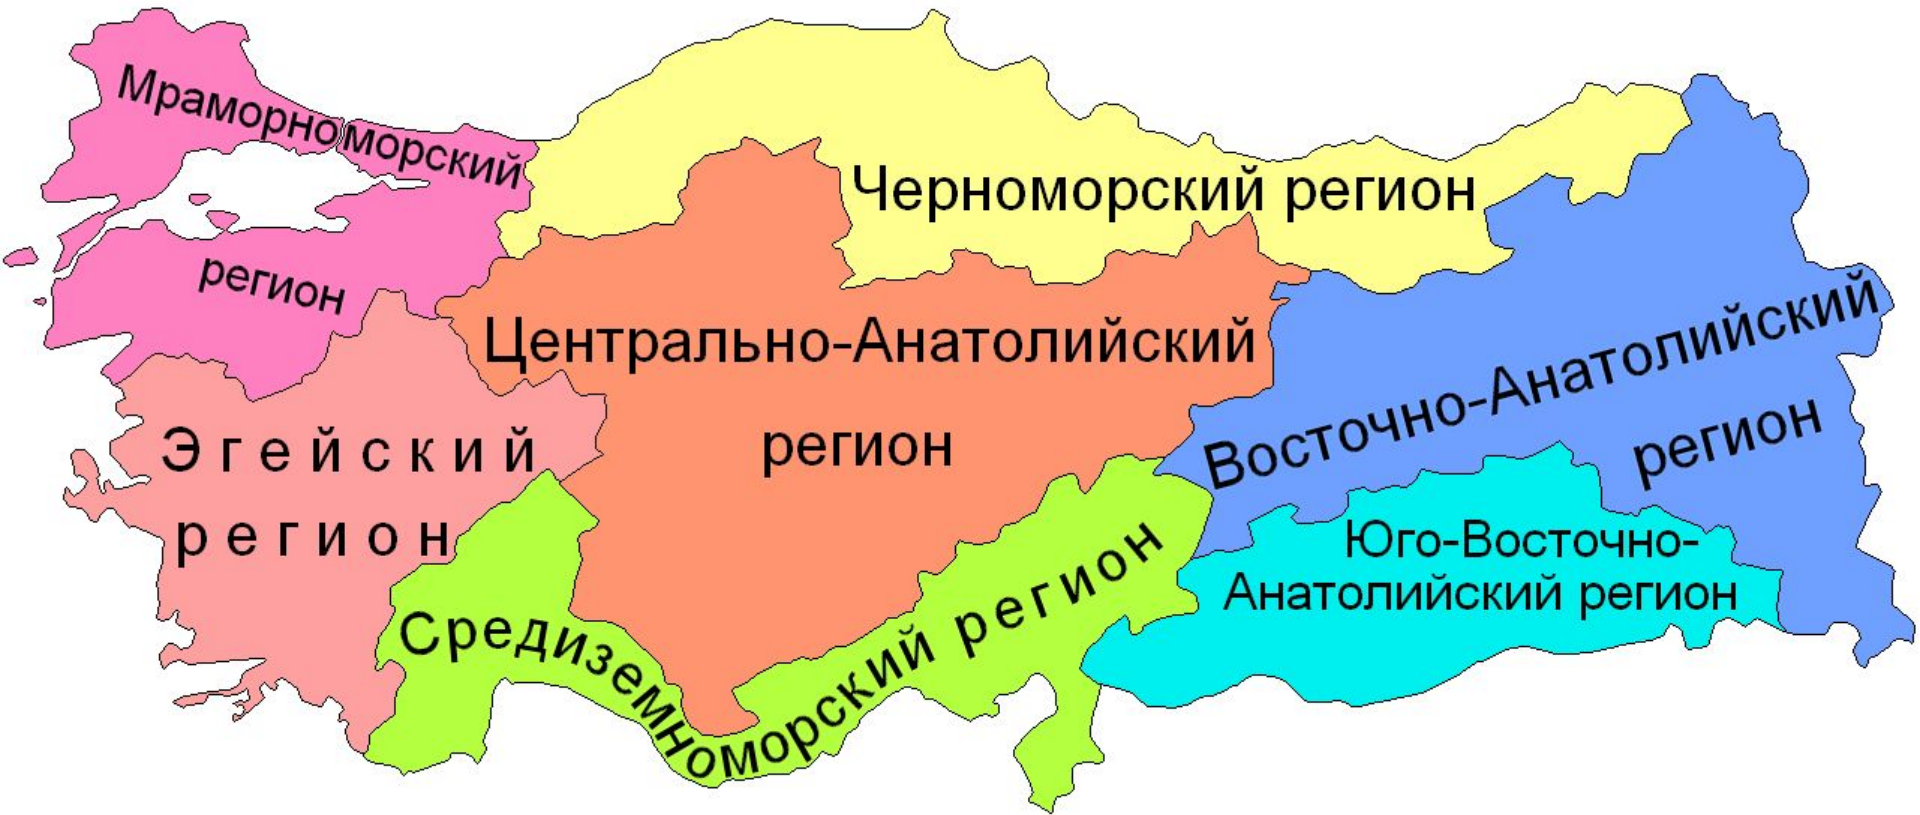 Мраморноморский
регион
Черноморский регион
Центрально-Анатолийский
регион
Восточно-Анатолийский
регион
Эгейский
регион
Юго-Восточно-
Анатолийский регион
Средиземноморский регион